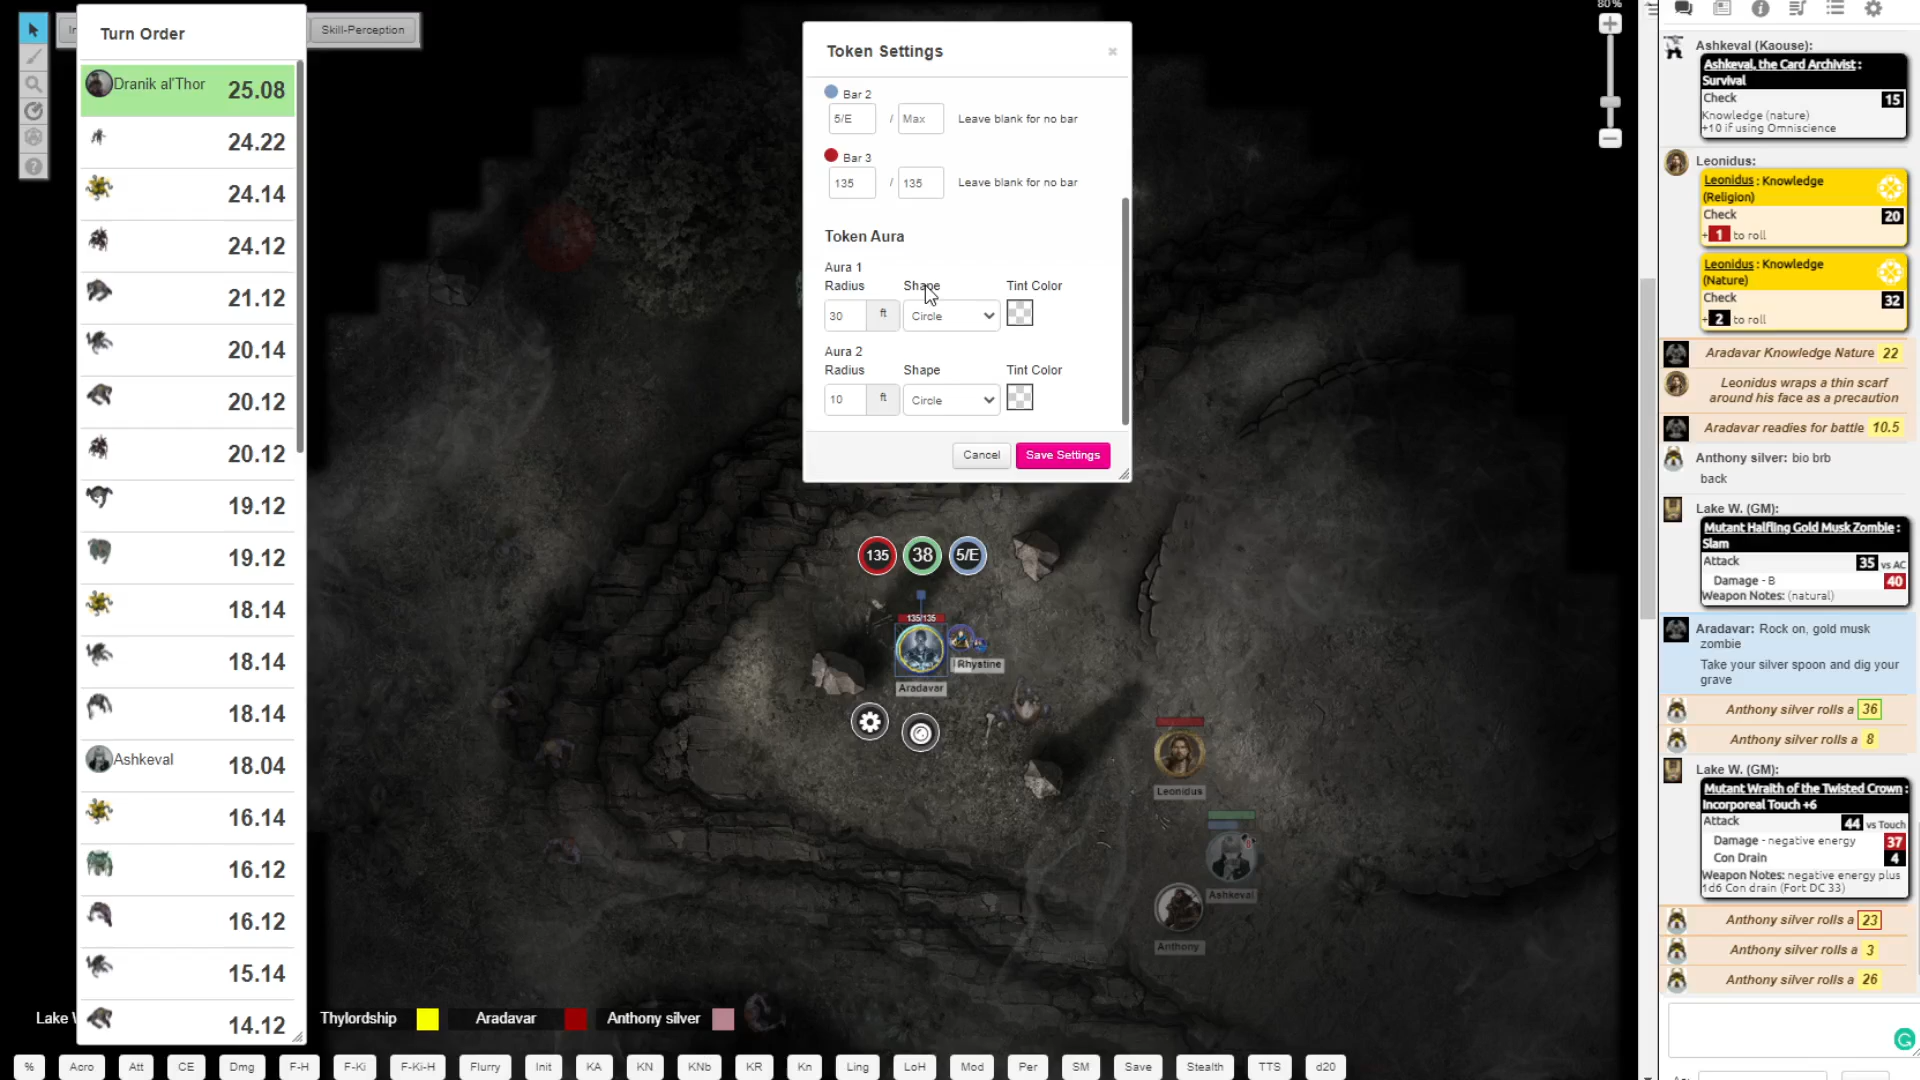 Turn Order
Dranik al'Thor 25.08
24.22
24.14
24.12
21.12
20.14
20.12
20.12
19.12
19.12
18.14
18.14
18.14
Ashkeval 18.04
16.14
16.12
16.12
15.14
14.12
Skill-Perception
Token Settings
×
Bar 2
5/E / Max Leave blank for no bar
Bar 3
135 / 135 Leave blank for no bar
Token Aura
Aura 1
Radius Shape Tint Color
30 ft Circle
Aura 2
Radius Shape Tint Color
10 ft Circle
Cancel Save Settings
135 38 5/E
135/135
Rhystine
Aradavar
Leonidus
Ashkeval
Anthony
80 %
Ashkeval (Kaouse):
Ashkeval, the Card Archivist :
Survival
Check 15
Knowledge (nature)
+10 if using Omniscience
Leonidus:
Leonidus : Knowledge
(Religion)
Check 20
+ 1 to roll
Leonidus : Knowledge
(Nature)
Check 32
+ 2 to roll
Aradavar Knowledge Nature 22
Leonidus wraps a thin scarf
around his face as a precaution
Aradavar readies for battle 10.5
Anthony silver: bio brb
back
Lake W. (GM):
Mutant Halfling Gold Musk Zombie :
Slam
Attack 35 vs AC
Damage - B 40
Weapon Notes: (natural)
Aradavar: Rock on, gold musk
zombie
Take your silver spoon and dig your
grave
Anthony silver rolls a 36
Anthony silver rolls a 8
Lake W. (GM):
Mutant Wraith of the Twisted Crown :
Incorporeal Touch +6
Attack 44 vs Touch
Damage - negative energy 37
Con Drain 4
Weapon Notes: negative energy plus
1d6 Con drain (Fort DC 33)
Anthony silver rolls a 23
Anthony silver rolls a 3
Anthony silver rolls a 26
Lake Thylordship Aradavar Anthony silver
% Acro Att CE Dmg F-H F-Ki F-Ki-H Flurry Init KA KN KNb KR Kn Ling LoH Mod Per SM Save Stealth TTS d20